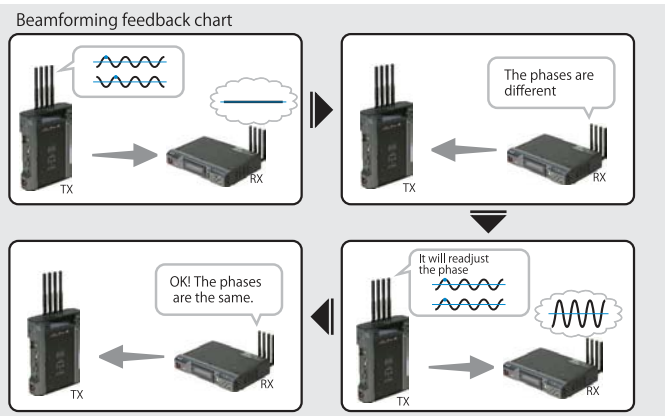 Beamforming feedback chart
TX
RX
The phases are
different
TX
RX
It will readjust
the phase
TX
RX
OK! The phases
are the same.
TX
RX